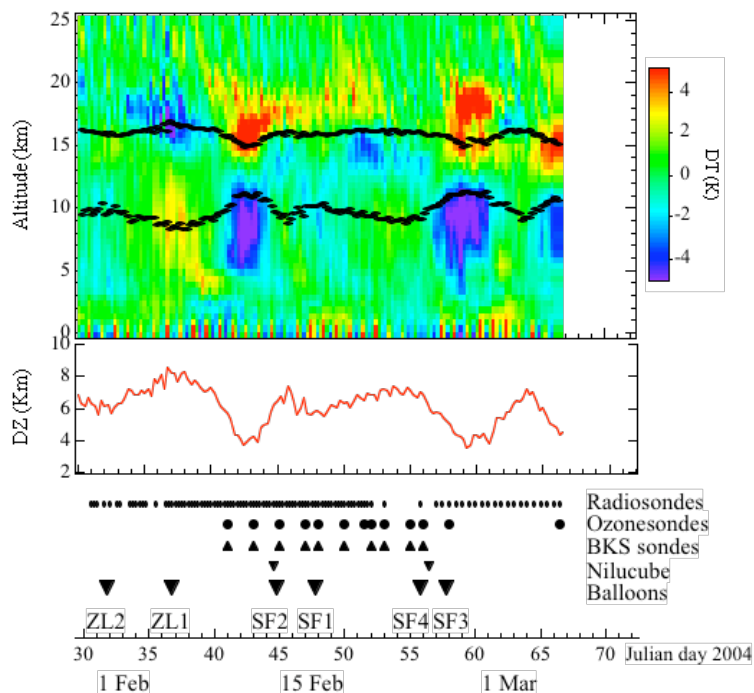 25
20
15
10
5
0
Altitude (km)
4
2
0
-2
-4
DT (K)
10
8
6
4
2
DZ (Km)
Radiosondes
Ozonesondes
BKS sondes
Nilucube
Balloons
ZL2 ZL1 SF2 SF1 SF4 SF3
30 35 40 45 50 55 60 65 70 Julian day 2004
1 Feb 15 Feb 1 Mar